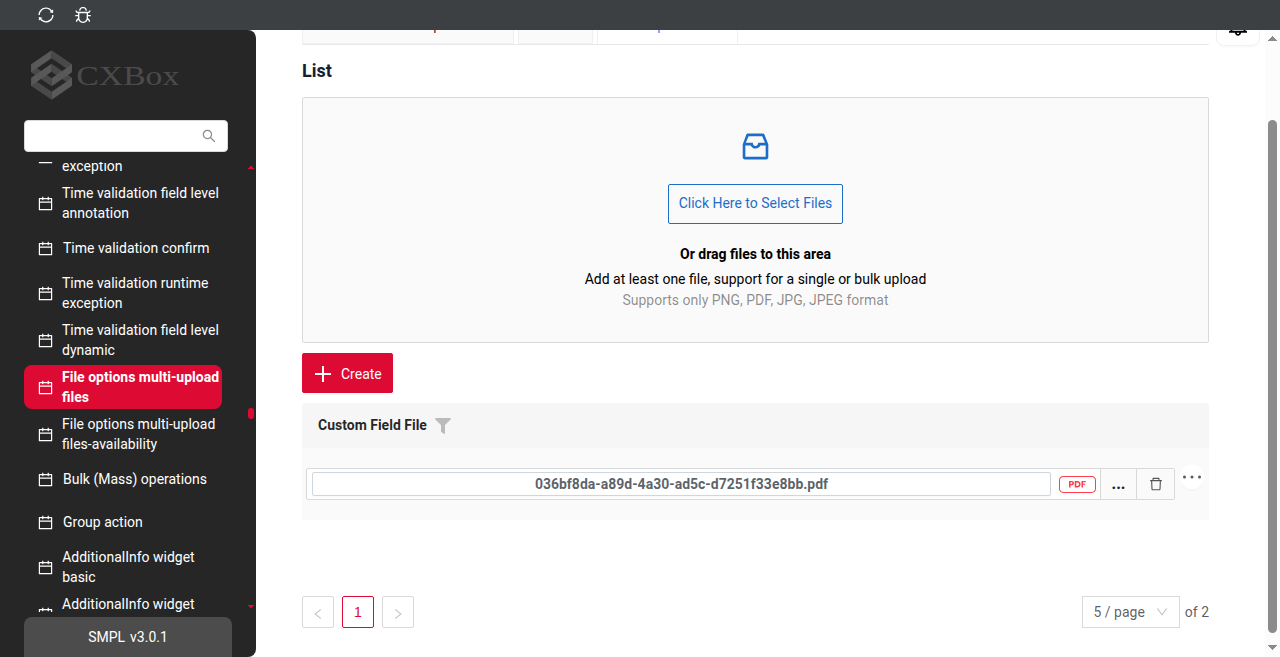 CXBox
exception
Time validation field level
annotation
Time validation confirm
Time validation runtime
exception
Time validation field level
dynamic
File options multi-upload
files
File options multi-upload
files-availability
Bulk (Mass) operations
Group action
AdditionalInfo widget
basic
AdditionalInfo widget
SMPL v3.0.1
List
Click Here to Select Files
Or drag files to this area
Add at least one file, support for a single or bulk upload
Supports only PNG, PDF, JPG, JPEG format
Create
Custom Field File
036bf8da-a89d-4a30-ad5c-d7251f33e8bb.pdf
PDF
...
1
5 / page
of 2